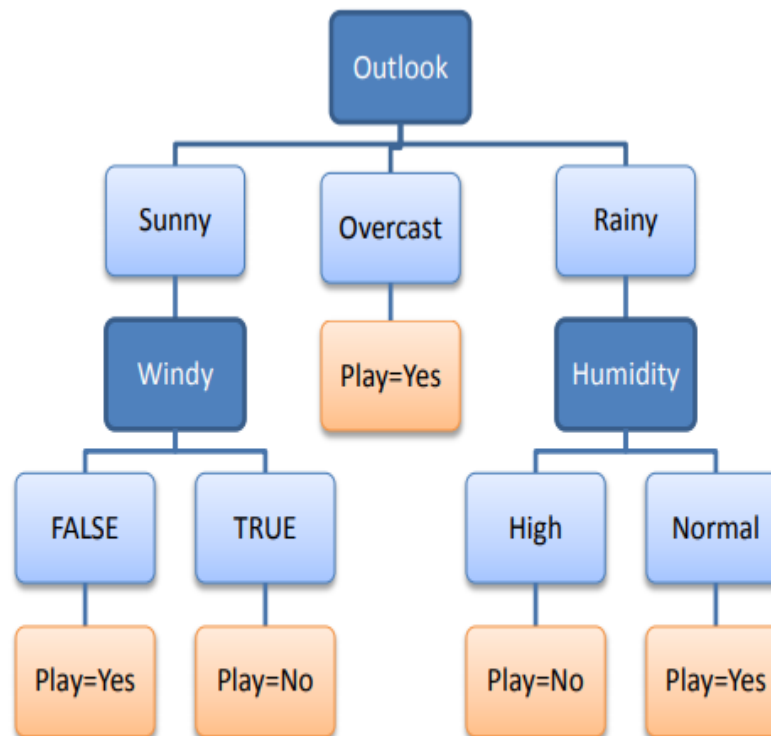 Outlook
Sunny
Overcast
Rainy
Windy
Play=Yes
Humidity
FALSE
TRUE
High
Normal
Play=Yes
Play=No
Play=No
Play=Yes